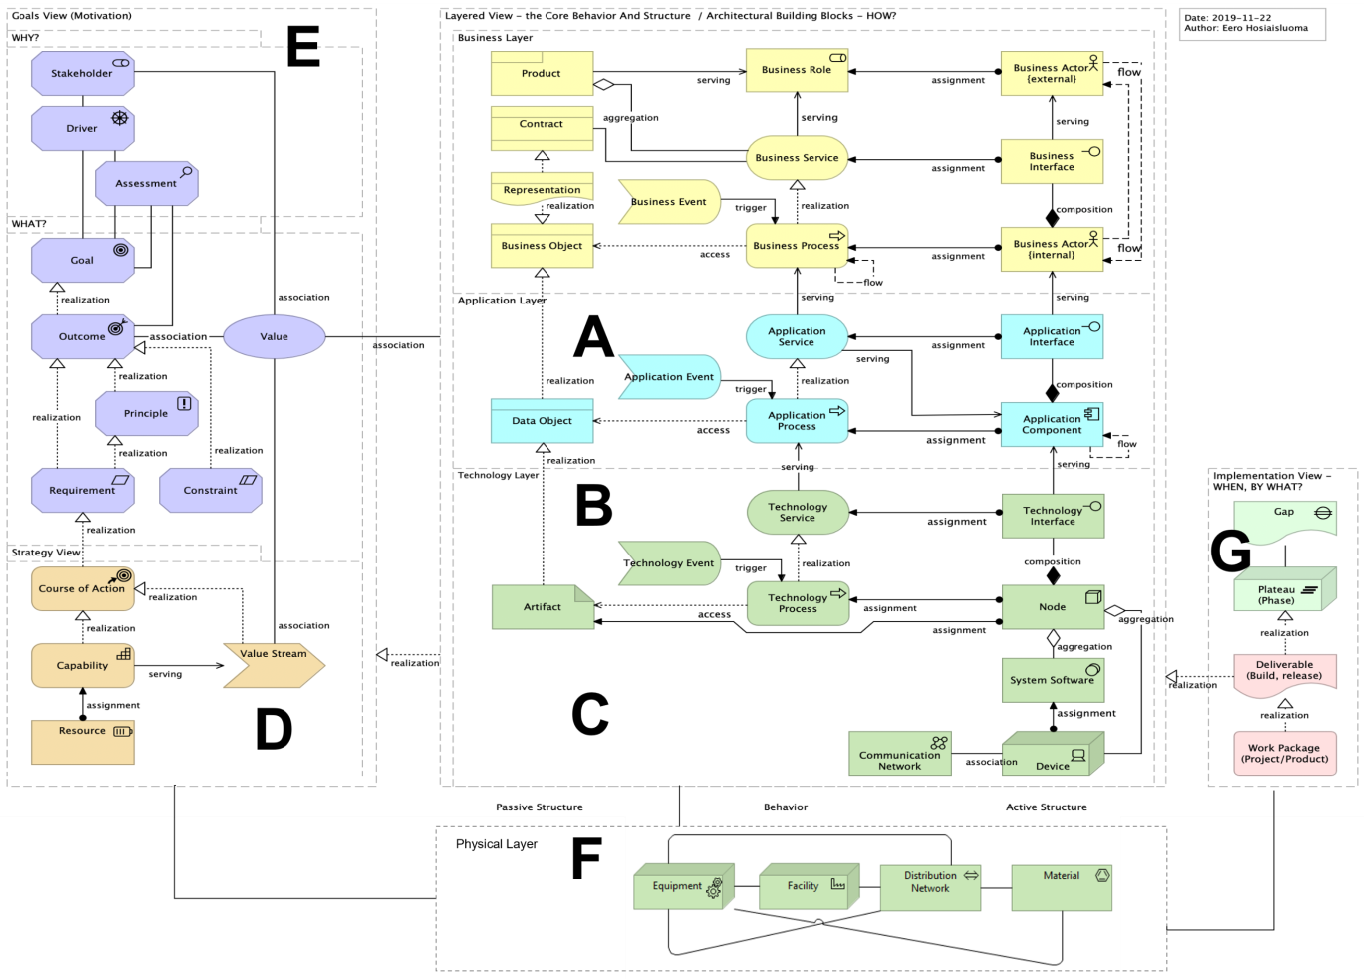 Goals View (Motivation)
WHY?
E
Stakeholder
Driver
Assessment
WHAT?
Goal
realization
association
Outcome
association
Value
association
realization
realization
Principle
realization
realization
Requirement
Constraint
realization
Strategy View
Course of Action
realization
realization
association
Capability
serving
Value Stream
realization
assignment
Resource
D
Layered View - the Core Behavior And Structure / Architectural Building Blocks - HOW?
Business Layer
Product
serving
Business Role
assignment
Business Actor
{external}
flow
aggregation
Contract
serving
serving
Business Service
assignment
Business
Interface
Representation
realization
Business Event
trigger
realization
composition
Business Object
access
Business Process
assignment
Business Actor
{internal}
flow
flow
Application Layer
serving
serving
A
Application
Service
assignment
Application
Interface
serving
Application Event
trigger
realization
realization
composition
Data Object
access
Application
Process
assignment
Application
Component
flow
realization
serving
serving
Technology Layer
B
Technology
Service
assignment
Technology
Interface
Technology Event
trigger
realization
composition
Artifact
access
Technology
Process
assignment
assignment
Node
aggregation
aggregation
System Software
C
assignment
Communication
Network
association
Device
Date: 2019-11-22
Author: Eero Hosiaisluoma
Implementation View -
WHEN, BY WHAT?
Gap
G
Plateau
(Phase)
realization
Deliverable
(Build, release)
realization
realization
Work Package
(Project/Product)
Passive Structure
Behavior
Active Structure
Physical Layer
F
Equipment
Facility
Distribution
Network
Material